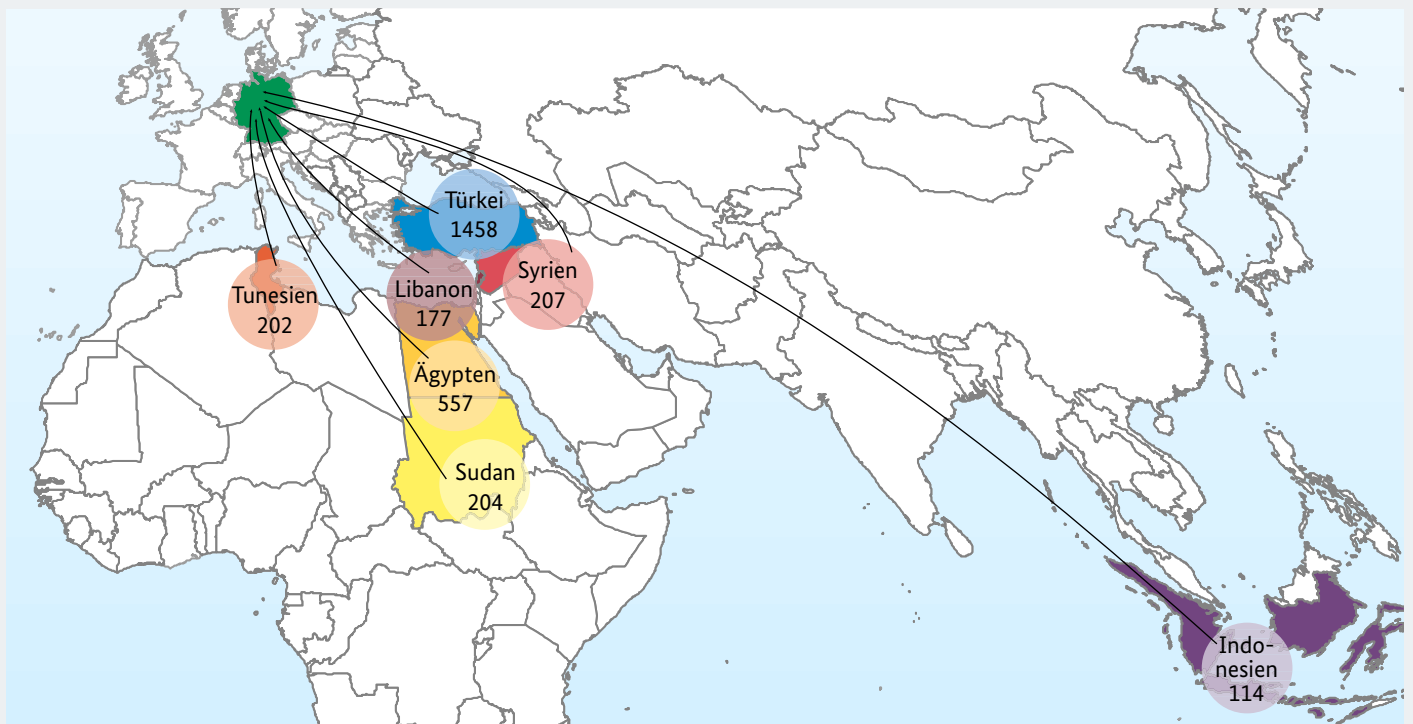 Türkei
1458
Syrien
207
Libanon
177
Tunesien
202
Ägypten
557
Sudan
204
Indo-
nesien
114